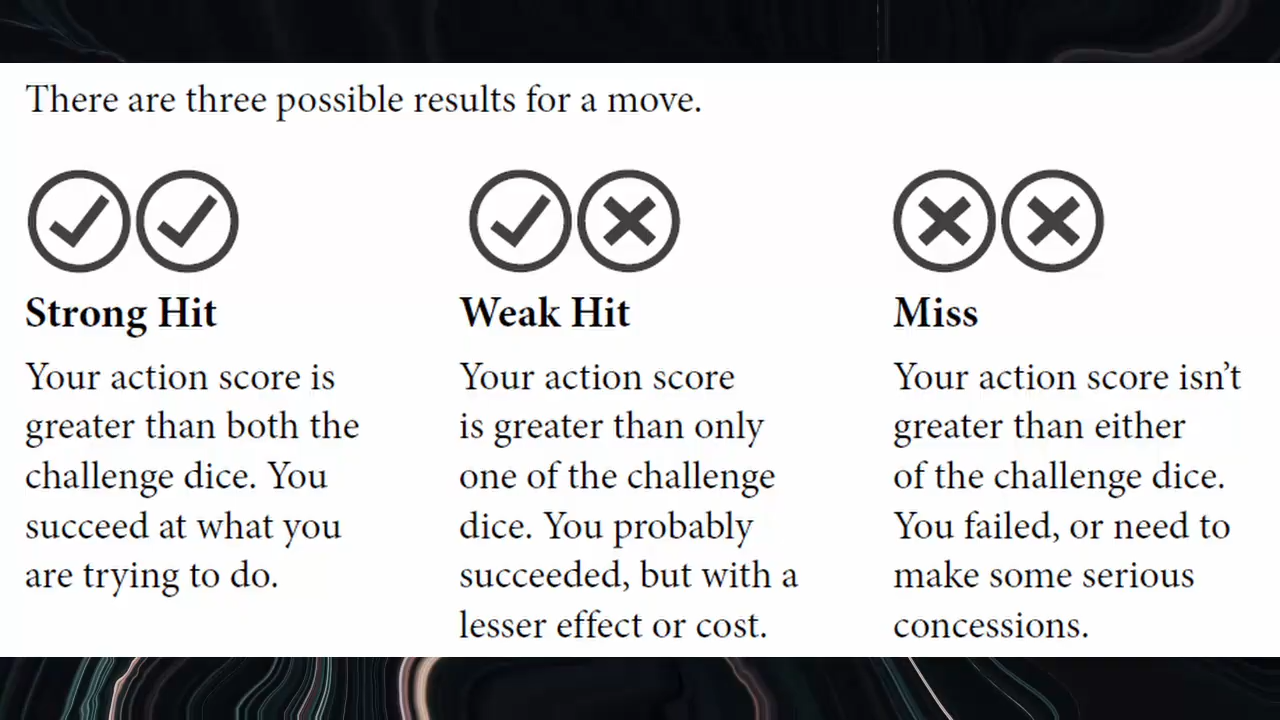 There are three possible results for a move.
Strong Hit
Your action score is
greater than both the
challenge dice. You
succeed at what you
are trying to do.
Weak Hit
Your action score
is greater than only
one of the challenge
dice. You probably
succeeded, but with a
lesser effect or cost.
Miss
Your action score isn’t
greater than either
of the challenge dice.
You failed, or need to
make some serious
concessions.